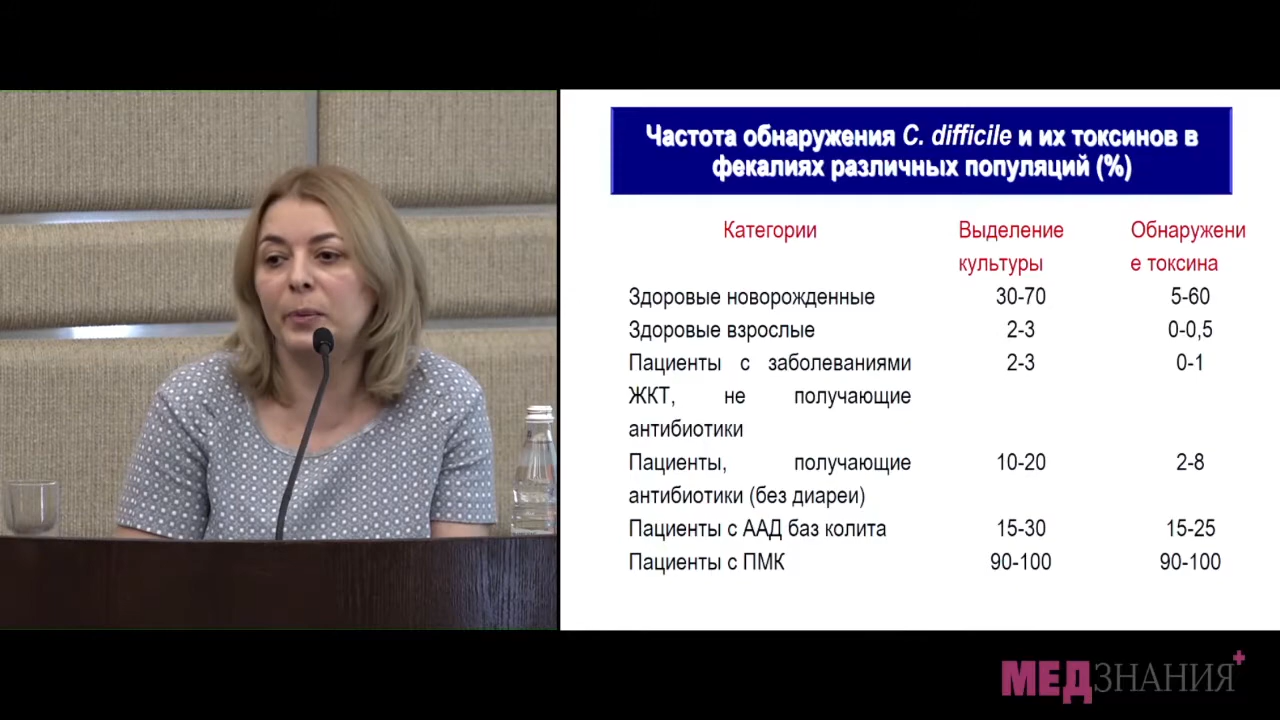 Частота обнаружения C. difficile и их токсинов в
фекалиях различных популяций (%)
Категории Выделение Обнаружени
культуры е токсина
Здоровые новорожденные 30-70 5-60
Здоровые взрослые 2-3 0-0,5
Пациенты с заболеваниями 2-3 0-1
ЖКТ, не получающие
антибиотики
Пациенты, получающие 10-20 2-8
антибиотики (без диареи)
Пациенты с ААД баз колита 15-30 15-25
Пациенты с ПМК 90-100 90-100
МЕДЗНАНИЯ+